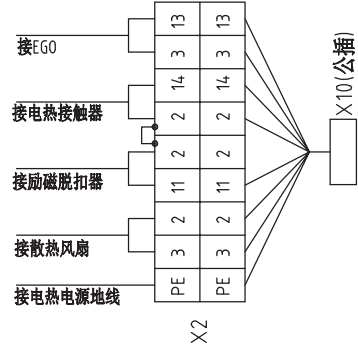 接EGO
13 13
3 3
接电热接触器
14 14
2 2
2 2
接励磁脱扣器
11 11
2 2
接散热风扇
3 3
接电热电源地线
PE PE
X2
X10(公插)